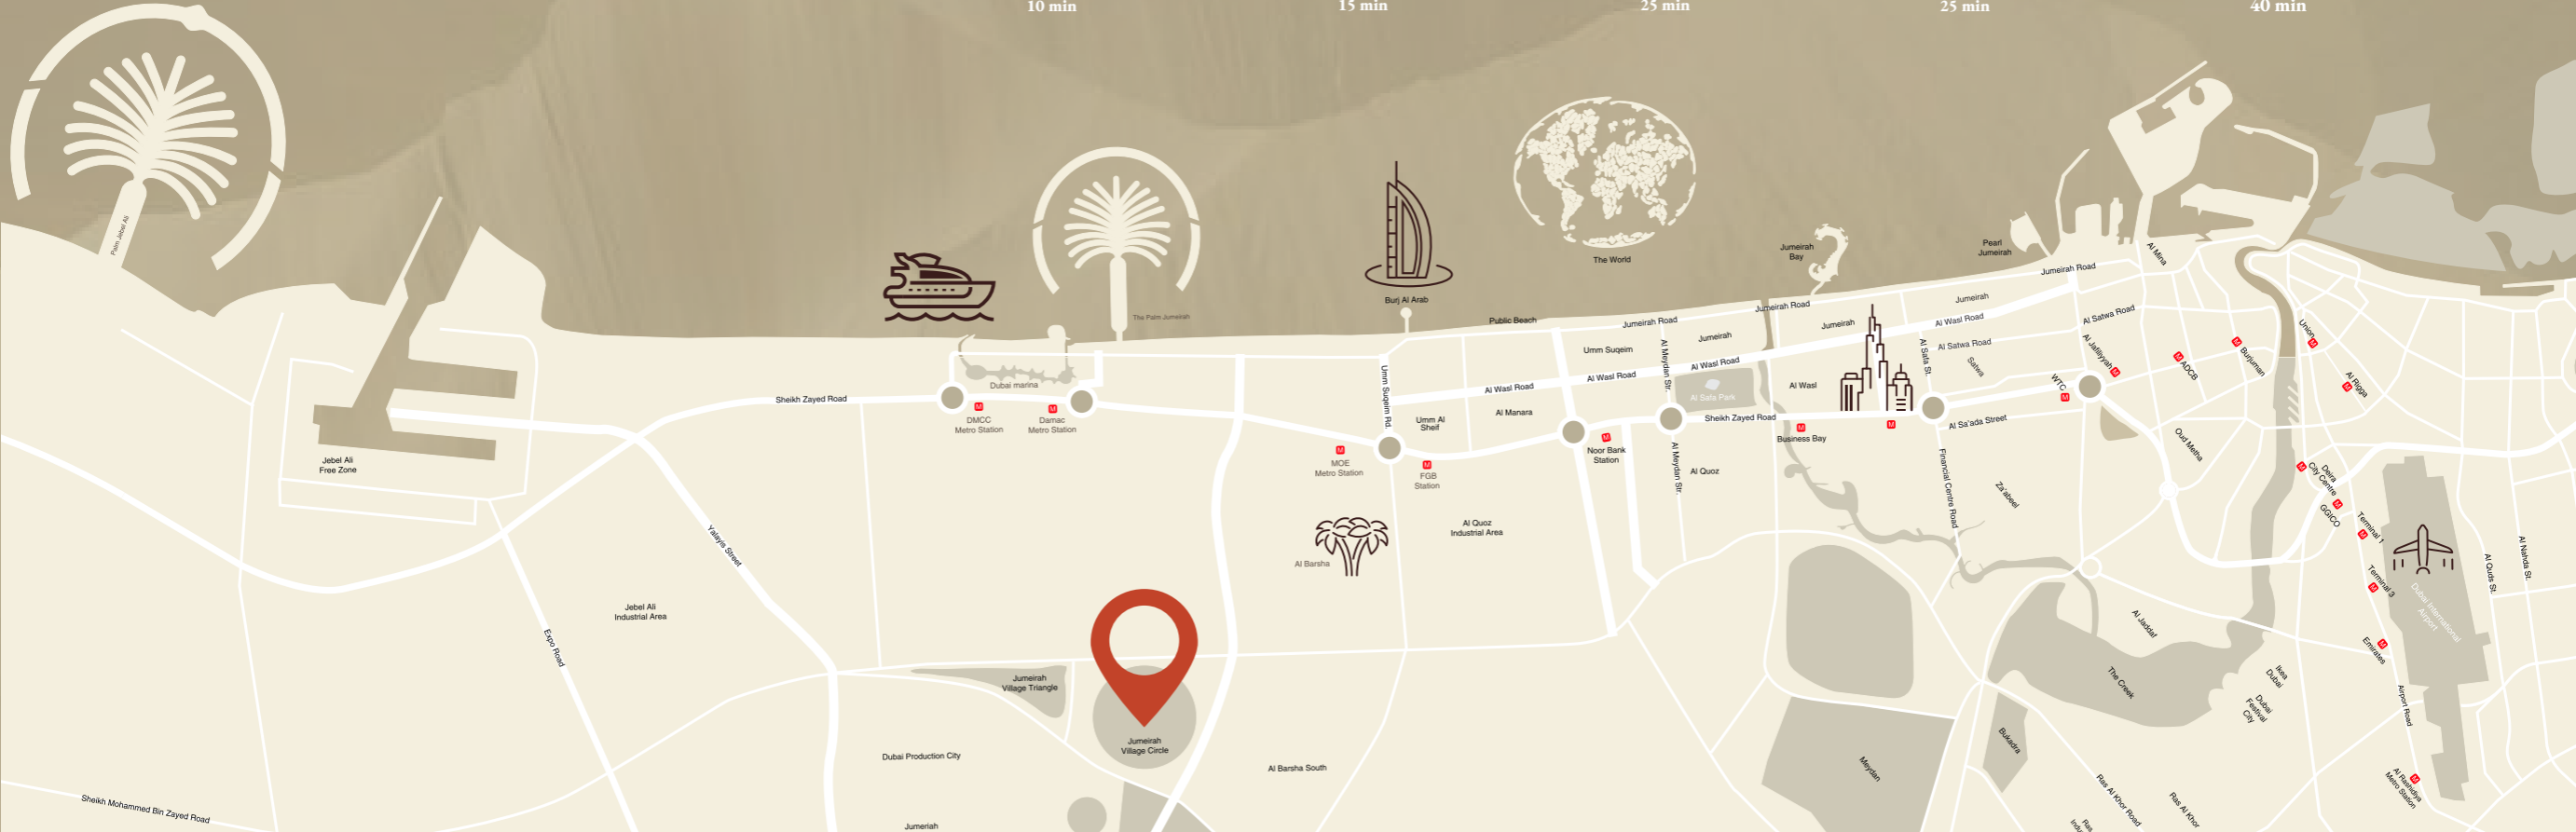 10 min
15 min
25 min
25 min
40 min
Palm Jebel Ali
The Palm Jumeirah
Burj Al Arab
The World
Jumeirah
Bay
Pearl
Jumeirah
Al Mina
Jumeirah Road
Jumeirah Road
Jumeirah Road
Public Beach
Jumeirah
Jumeirah
Jumeirah
Al Wasl Road
Al Wasl Road
Al Wasl Road
Al Wasl Road
Al Satwa Road
Al Satwa Road
Satwa
Umm Suqeim
Umm Suqeim Rd.
Al Meydan Str.
Al Meydan Str.
Al Safa St.
Al Safa Park
Al Wasl
Al Manara
Umm Al
Sheif
Dubai marina
Sheikh Zayed Road
Sheikh Zayed Road
M
DMCC
Metro Station
M
Damac
Metro Station
M
MOE
Metro Station
M
FGB
Station
M
Noor Bank
Station
M
Business Bay
M
Al Sa'ada Street
WTC
M
Al Jafiliyyah
M
M
ADCB
M
Burjuman
Union
M
Al Rigga
M
Oud Metha
M
Deira
City Centre
M
GGICO
Terminal 1
M
Terminal 3
M
Emirates
M
Dubai International
Airport
Airport Road
Al Quds St.
Al Nahda St.
Al Rashidiya
Metro Station
M
Jebel Ali
Free Zone
Yalayis Street
Expo Road
Jebel Ali
Industrial Area
Sheikh Mohammed Bin Zayed Road
Al Barsha
Al Quoz
Industrial Area
Al Quoz
Financial Centre Road
Za'abeel
Al Jaddaf
The Creek
Ikea
Dubai
Dubai
Festival
City
Jumeirah
Village Triangle
Jumeirah
Village Circle
Dubai Production City
Al Barsha South
Jumeriah
Meydan
Bukadra
Ras Al Khor Road
Ras Al Khor
Ras